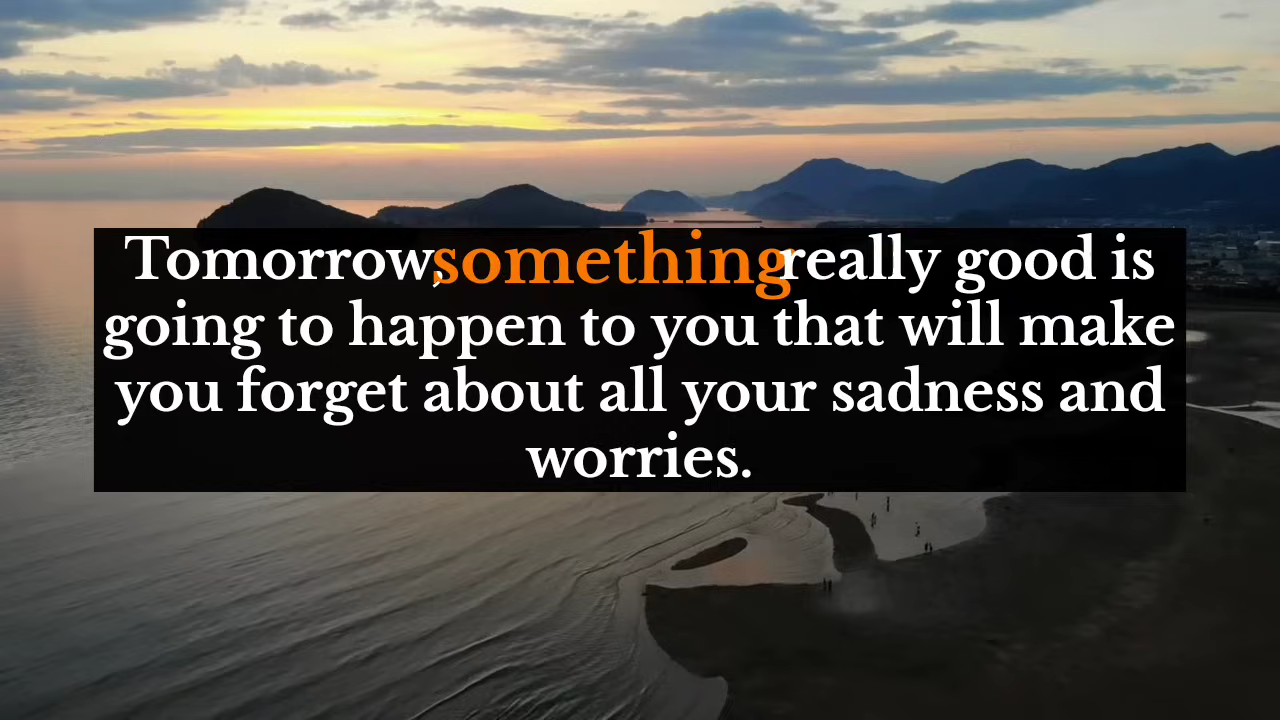 Tomorrow, something really good is
going to happen to you that will make
you forget about all your sadness and
worries.